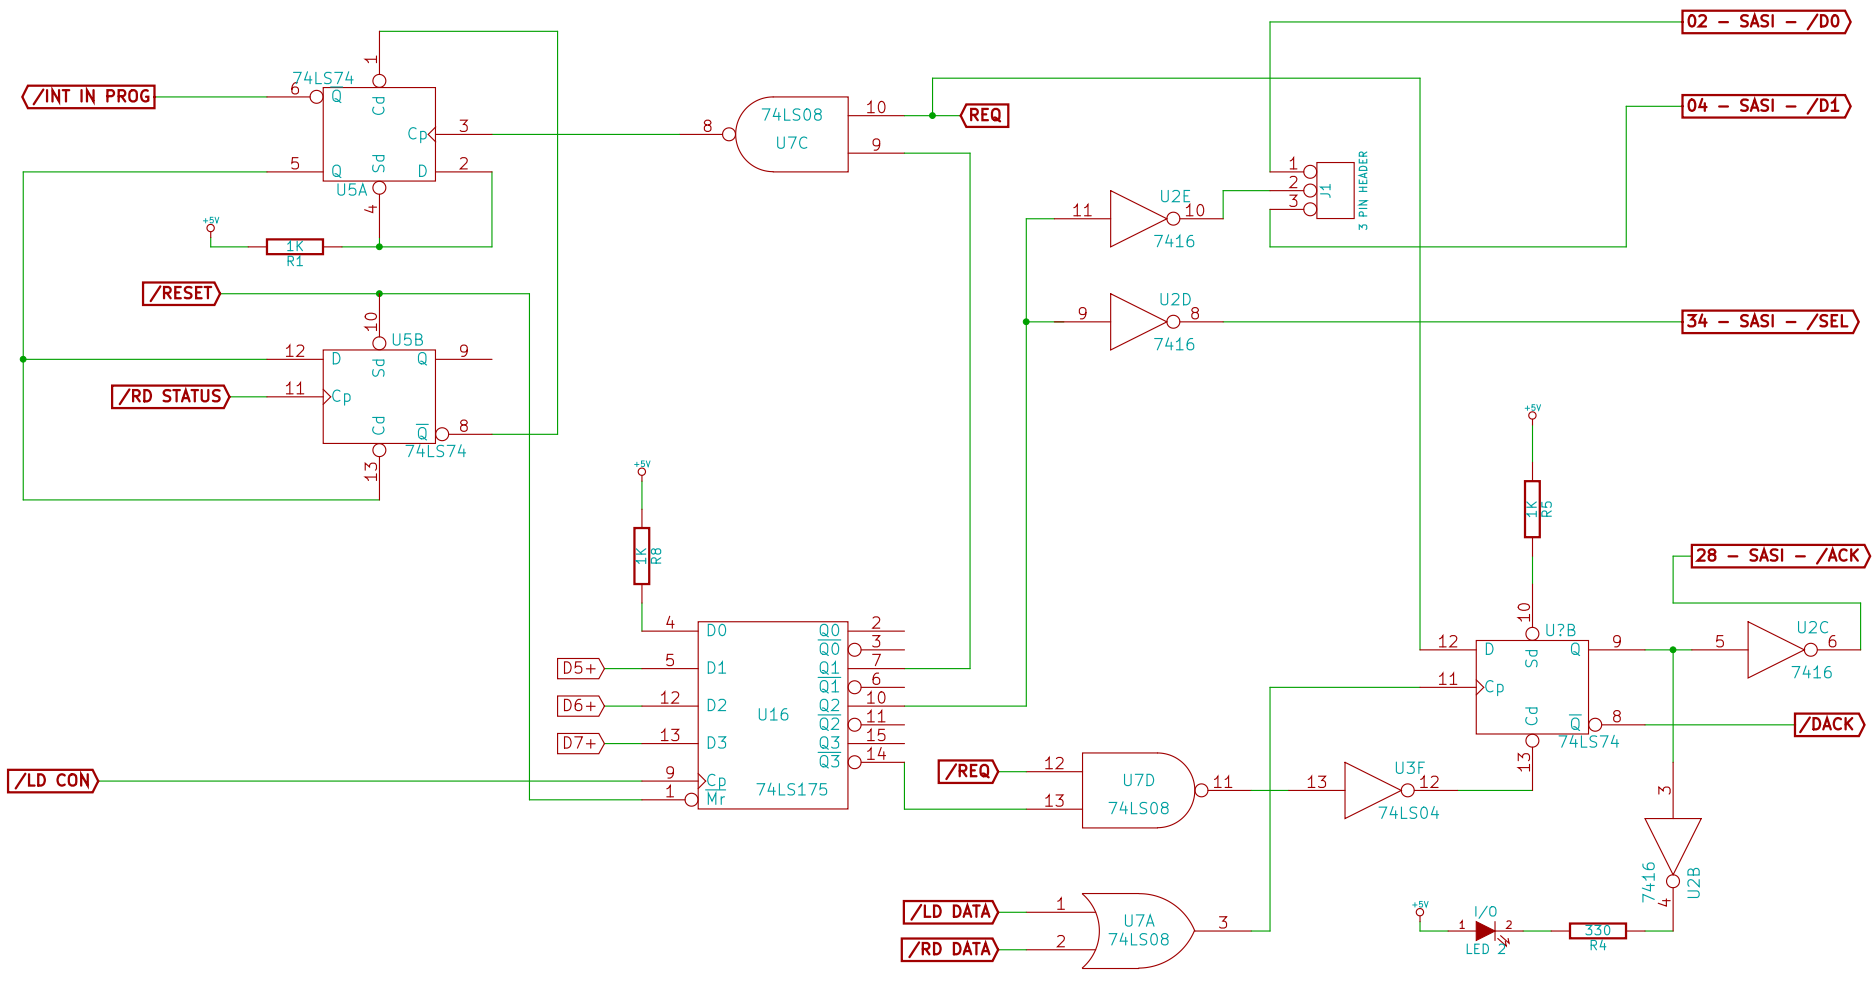 02 - SASI - /D0
04 - SASI - /D1
/INT IN PROG
74LS74
6
1
Q
Cd
Cp
3
5
Q
Sd
D
2
U5A
4
+5V
1K
R1
8
74LS08
U7C
10
9
REQ
U2E
11
10
7416
1
2
3
J1
3 PIN HEADER
/RESET
10
U5B
12
D
Sd
Q
9
/RD STATUS
11
Cp
Cd
Q
8
74LS74
13
U2D
9
8
7416
34 - SASI - /SEL
+5V
1K
R8
+5V
1K
R5
28 - SASI - /ACK
4
D0
Q0
2
Q0
3
D5+
5
D1
Q1
7
Q1
6
D6+
12
D2
Q2
10
U16
Q2
11
D7+
13
D3
Q3
15
Q3
14
/LD CON
9
Cp
74LS175
1
Mr
10
U?B
12
D
Sd
Q
9
11
Cp
Cd
Q
8
74LS74
13
U2C
5
6
7416
/DACK
/REQ
12
U7D
13
74LS08
11
U3F
13
12
74LS04
3
7416
U2B
4
/LD DATA
1
U7A
74LS08
/RD DATA
2
3
+5V
I/O
1
2
LED 2
330
R4